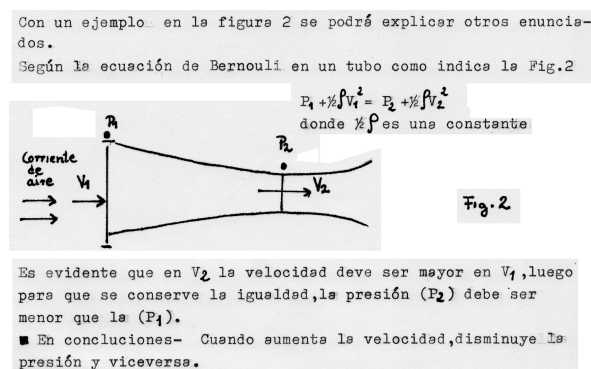 Con un ejemplo en la figura 2 se podrá explicar otros enuncia-
dos.
Según la ecuación de Bernouli en un tubo como indica la Fig.2
P1 +½ρV1² = P2 +½ρV2²
donde ½ρ es una constante
P1
P2
Corriente
de
aire
V1
V2
Fig.2
Es evidente que en V2 la velocidad deve ser mayor en V1,luego
para que se conserve la igualdad,la presión (P2) debe ser
menor que la (P1).
■ En concluciones- Cuando aumenta la velocidad,disminuye la
presión y viceversa.